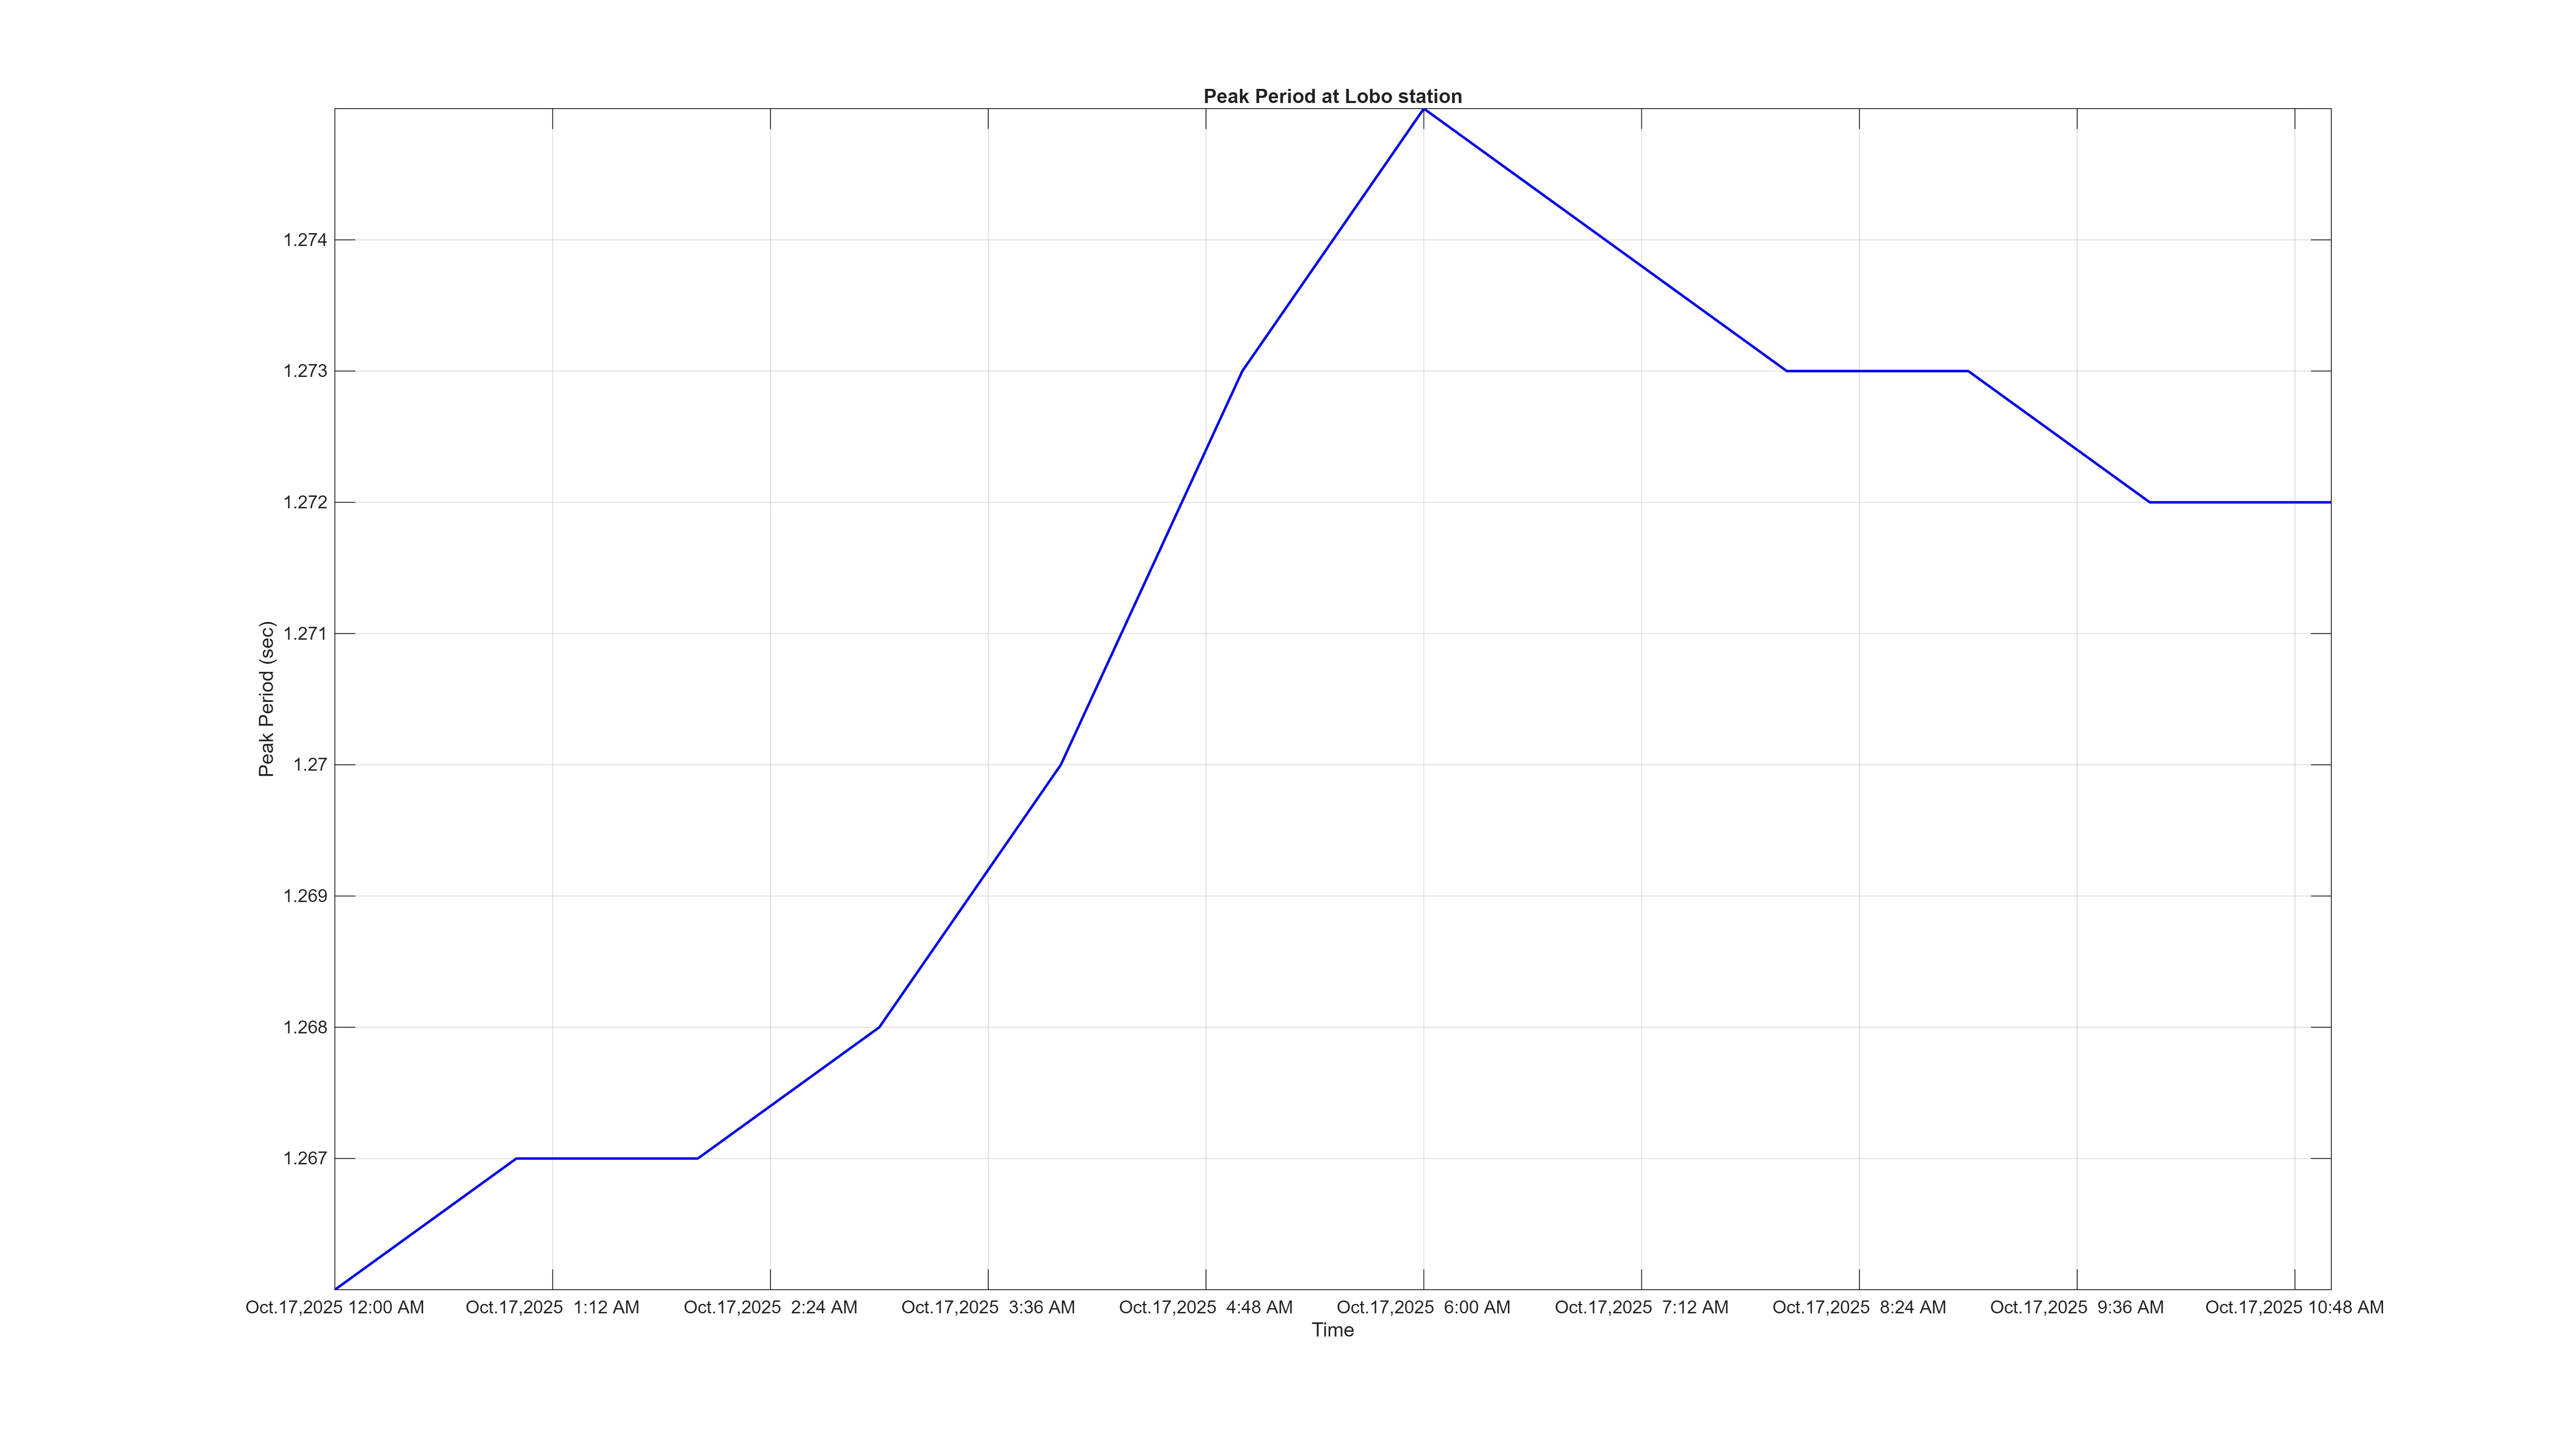 Peak Period at Lobo station
1.274
1.273
1.272
1.271
1.27
1.269
1.268
1.267
Peak Period (sec)
Oct.17,2025 12:00 AM Oct.17,2025  1:12 AM Oct.17,2025  2:24 AM Oct.17,2025  3:36 AM Oct.17,2025  4:48 AM Oct.17,2025  6:00 AM Oct.17,2025  7:12 AM Oct.17,2025  8:24 AM Oct.17,2025  9:36 AM Oct.17,2025 10:48 AM
Time